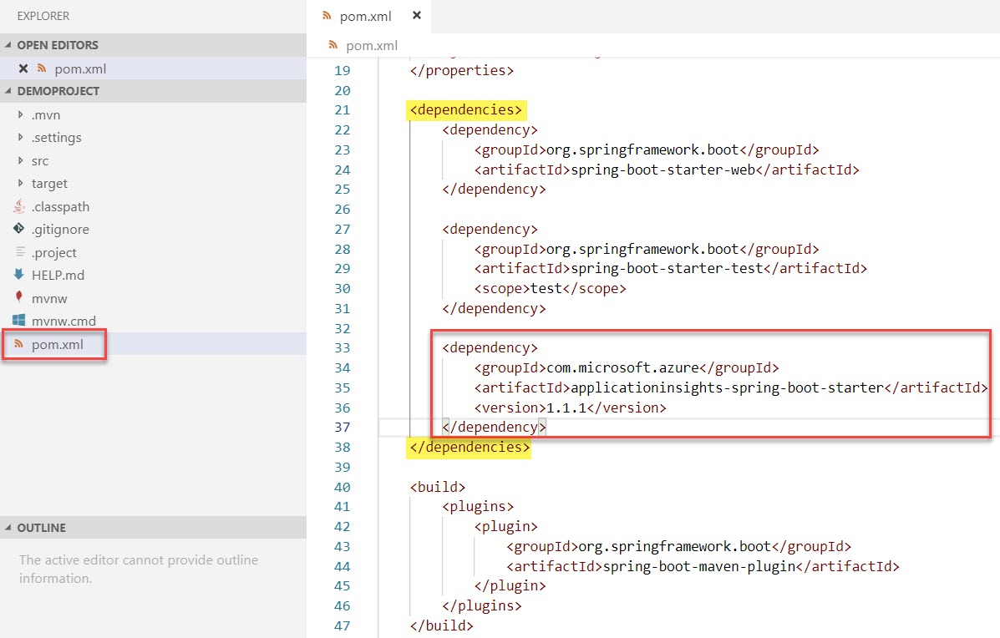 EXPLORER
OPEN EDITORS
pom.xml
DEMOPROJECT
.mvn
.settings
src
target
.classpath
.gitignore
.project
HELP.md
mvnw
mvnw.cmd
pom.xml
OUTLINE
The active editor cannot provide outline
information.
pom.xml
pom.xml
19 </properties>
20
21 <dependencies>
22 <dependency>
23 <groupId>org.springframework.boot</groupId>
24 <artifactId>spring-boot-starter-web</artifactId>
25 </dependency>
26
27 <dependency>
28 <groupId>org.springframework.boot</groupId>
29 <artifactId>spring-boot-starter-test</artifactId>
30 <scope>test</scope>
31 </dependency>
32
33 <dependency>
34 <groupId>com.microsoft.azure</groupId>
35 <artifactId>applicationinsights-spring-boot-starter</artifactId>
36 <version>1.1.1</version>
37 </dependency>
38 </dependencies>
39
40 <build>
41 <plugins>
42 <plugin>
43 <groupId>org.springframework.boot</groupId>
44 <artifactId>spring-boot-maven-plugin</artifactId>
45 </plugin>
46 </plugins>
47 </build>